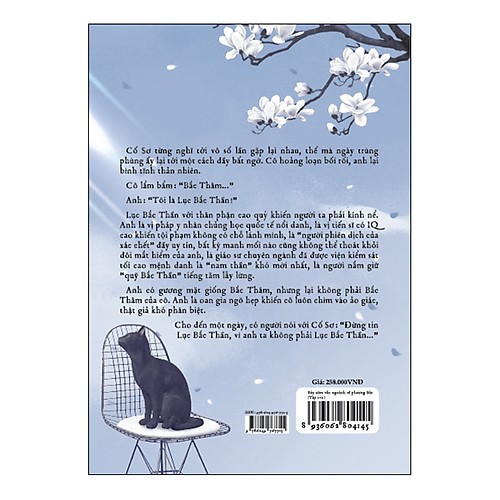 Cố Sơ từng nghĩ tới vô số lần gặp lại nhau, thế mà ngày trùng
phùng ấy lại tới một cách đầy bất ngờ. Cô hoảng loạn bối rối, anh lại
bình tĩnh thản nhiên.
Cô lẩm bẩm: "Bắc Thâm..."
Anh: "Tôi là Lục Bắc Thần!"
Lục Bắc Thần với thân phận cao quý khiến người ta phải kính nể.
Anh là vị pháp y nhân chủng học quốc tế nổi danh, là vị tiến sĩ có IQ
cao khiến tội phạm không có chỗ lánh mình, là "người phiên dịch của
xác chết" đầy uy tín, bất kỳ manh mối nào cũng không thể thoát khỏi
đôi mắt hiểm của anh, là giáo sư chuyên ngành đã được viện kiểm sát
tối cao mệnh danh là "nam thần" khó mời nhất, là người nắm giữ
"quỹ Bắc Thần" tiếng tăm lẫy lừng.
Anh có gương mặt giống Bắc Thâm, nhưng lại không phải Bắc
Thâm của cô. Anh là oan gia ngõ hẹp khiến cô luôn chìm vào ảo giác,
thật giả khó phân biệt.
Cho đến một ngày, có người nói với Cố Sơ: "Đừng tin
Lục Bắc Thần, vì anh ta không phải Lục Bắc Thần..."
Giá: 258.000VNĐ
8 936062 804145